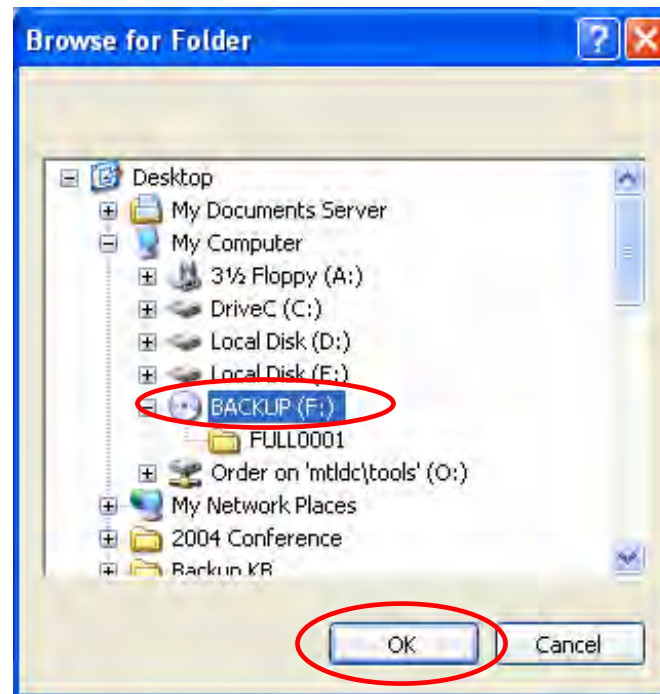 Browse for Folder
Desktop
My Documents Server
My Computer
3½ Floppy (A:)
DriveC (C:)
Local Disk (D:)
Local Disk (E:)
BACKUP (F:)
FULL0001
Order on 'mtldc\tools' (O:)
My Network Places
2004 Conference
Backup KB
OK Cancel